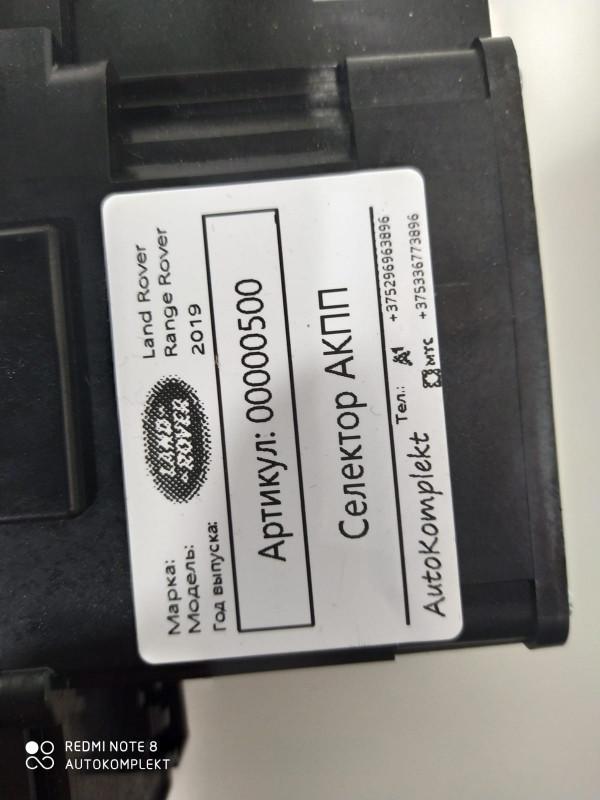 Марка: Land Rover
Модель: Range Rover
Год выпуска: 2019
LAND-
ROVER
Артикул: 00000500
Селектор АКПП
AutoKomplekt Тел.: A1 +375296963896
МТС +375336773896
REDMI NOTE 8
AUTOKOMPLEKT